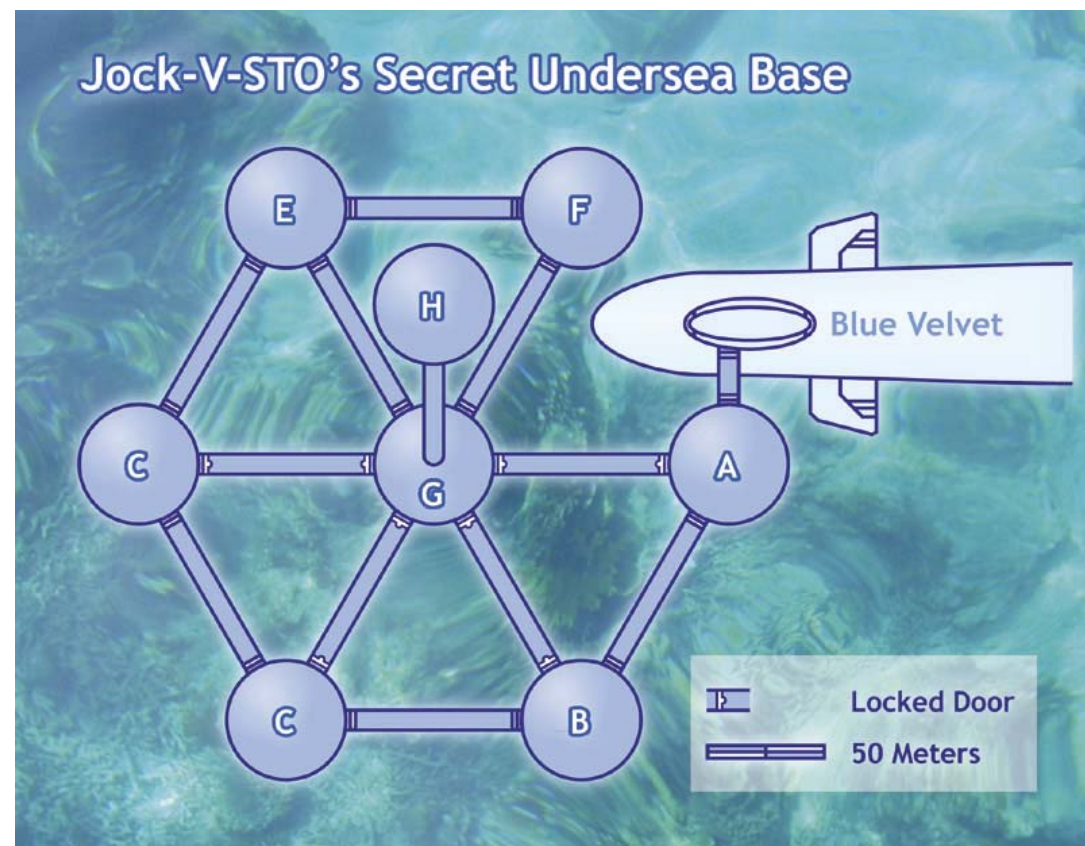 Jock-V-STO's Secret Undersea Base
E
F
H
Blue Velvet
C
G
A
C
B
Locked Door
50 Meters